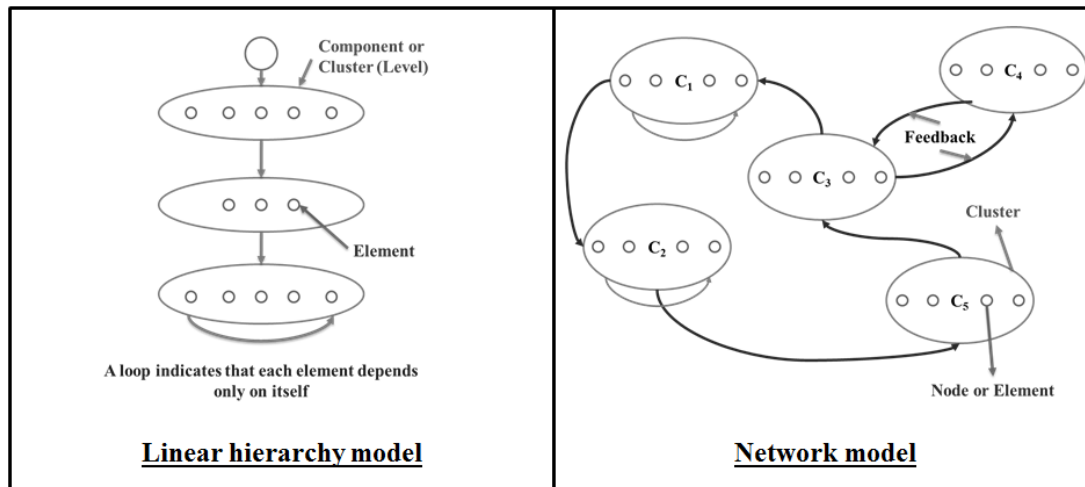 Component or
Cluster (Level)
Element
A loop indicates that each element depends
only on itself
Linear hierarchy model
C₁
C₄
Feedback
C₃
Cluster
C₂
C₅
Node or Element
Network model